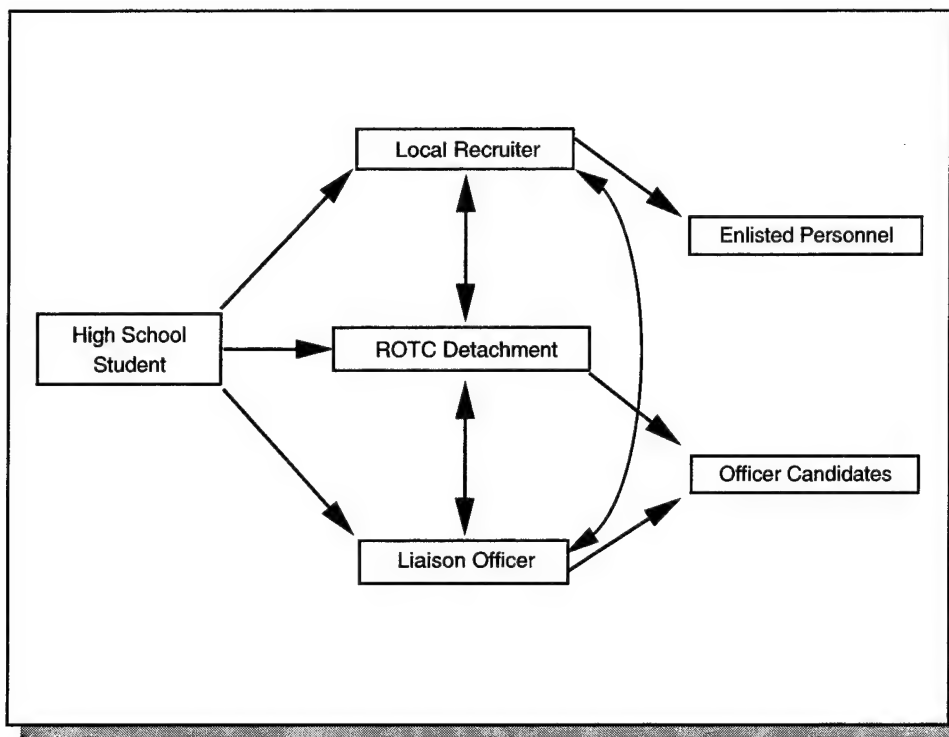 Local Recruiter
Enlisted Personnel
High School
Student
ROTC Detachment
Officer Candidates
Liaison Officer